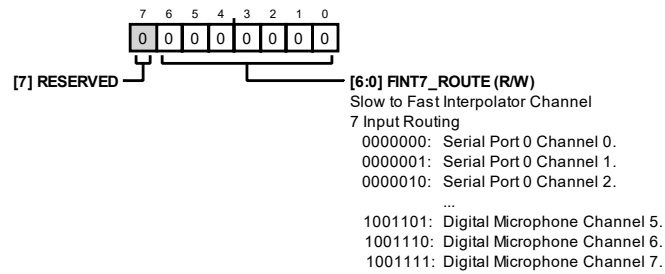 7 6 5 4 3 2 1 0
0 0 0 0 0 0 0 0
[7] RESERVED
[6:0] FINT7_ROUTE (R/W)
Slow to Fast Interpolator Channel
7 Input Routing
0000000: Serial Port 0 Channel 0.
0000001: Serial Port 0 Channel 1.
0000010: Serial Port 0 Channel 2.
...
1001101: Digital Microphone Channel 5.
1001110: Digital Microphone Channel 6.
1001111: Digital Microphone Channel 7.